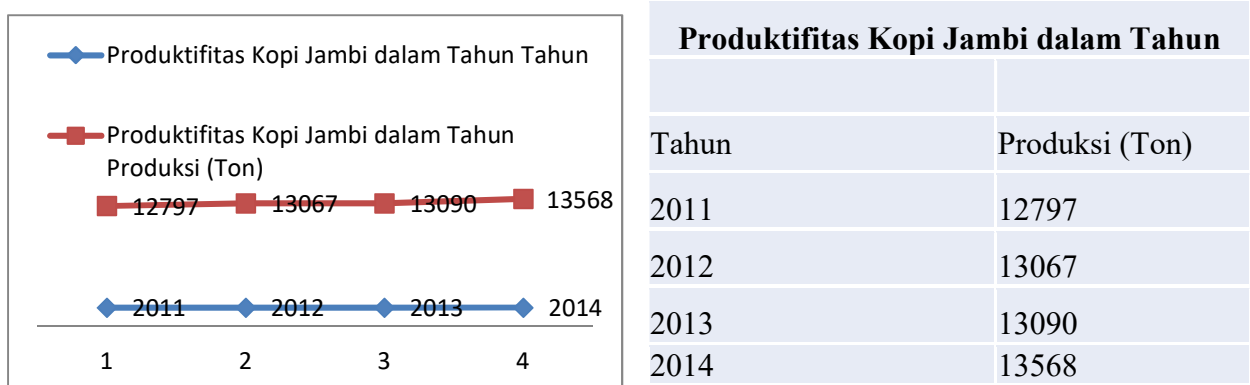 Produktifitas Kopi Jambi dalam Tahun Tahun
Produktifitas Kopi Jambi dalam Tahun
Produksi (Ton)
12797 13067 13090 13568
2011 2012 2013 2014
1 2 3 4
Produktifitas Kopi Jambi dalam Tahun
Tahun Produksi (Ton)
2011 12797
2012 13067
2013 13090
2014 13568